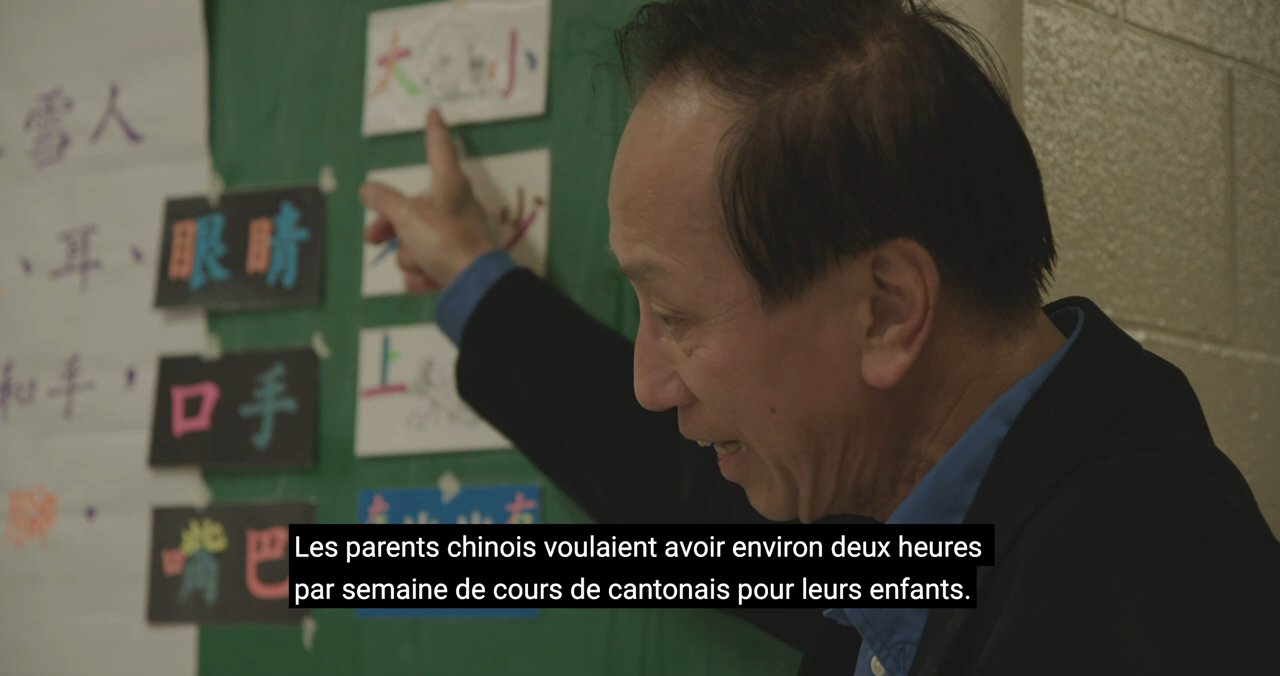 雪人
、耳、
和手，
大 小
眼睛
少
口手
上
嘴巴
Les parents chinois voulaient avoir environ deux heures
par semaine de cours de cantonais pour leurs enfants.